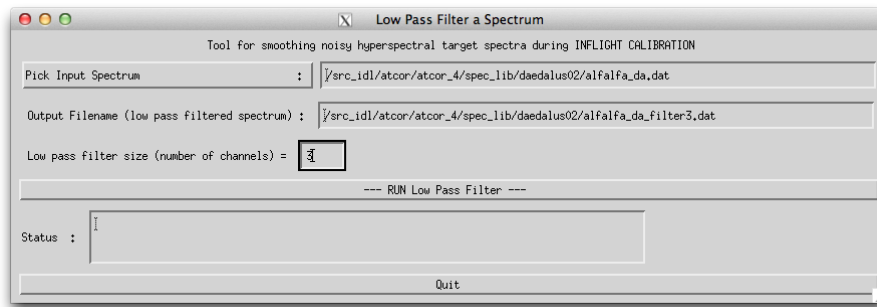 Low Pass Filter a Spectrum
Tool for smoothing noisy hyperspectral target spectra during INFLIGHT CALIBRATION
Pick Input Spectrum : /src_idl/atcor/atcor_4/spec_lib/daedalus02/alfalfa_da.dat
Output Filename (low pass filtered spectrum) : /src_idl/atcor/atcor_4/spec_lib/daedalus02/alfalfa_da_filter3.dat
Low pass filter size (number of channels) = 3
--- RUN Low Pass Filter ---
Status :
Quit